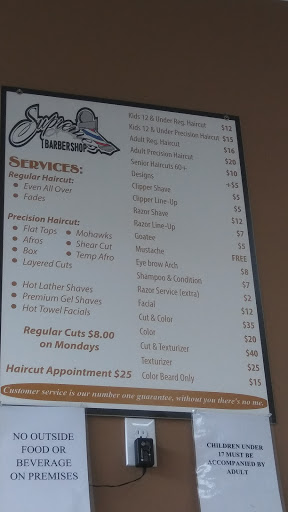 Supreme
BARBERSHOP
SERVICES:
Regular Haircut:
Even All Over
Fades
Precision Haircut:
Flat Tops
Afros
Box
Layered Cuts
Mohawks
Shear Cut
Temp Afro
Hot Lather Shaves
Premium Gel Shaves
Hot Towel Facials
Regular Cuts $8.00
on Mondays
Haircut Appointment $25
Kids 12 & Under Reg. Haircut $12
Kids 12 & Under Precision Haircut $15
Adult Reg. Haircut $16
Adult Precision Haircut $20
Senior Haircuts 60+ $10
Designs +$5
Clipper Shave $5
Clipper Line-Up $5
Razor Shave $12
Razor Line-Up $7
Goatee $5
Mustache FREE
Eye brow Arch $8
Shampoo & Condition $7
Razor Service (extra) $2
Facial $12
Cut & Color $35
Color $20
Cut & Texturizer $40
Texturizer $25
Color Beard Only $15
Customer service is our number one guarantee, without you there's no me.
NO OUTSIDE
FOOD OR
BEVERAGE
ON PREMISES
CHILDREN UNDER
17 MUST BE
ACCOMPANIED BY
ADULT